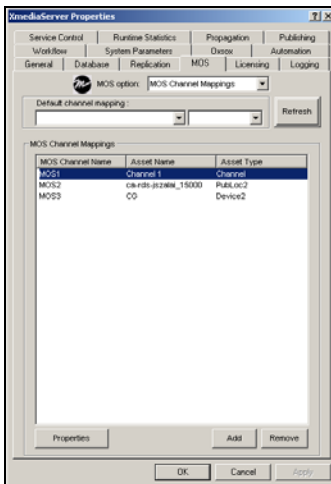 XmediaServer Properties
Service Control Runtime Statistics Propagation Publishing
Workflow System Parameters Oxsox Automation
General Database Replication MOS Licensing Logging
MOS option: MOS Channel Mappings
Default channel mapping :
Refresh
MOS Channel Mappings
MOS Channel Name Asset Name Asset Type
MOS1 Channel 1 Channel
MOS2 ca-rds-jszalai_15000 PubLoc2
MOS3 CO Device2
Properties Add Remove
OK Cancel Apply